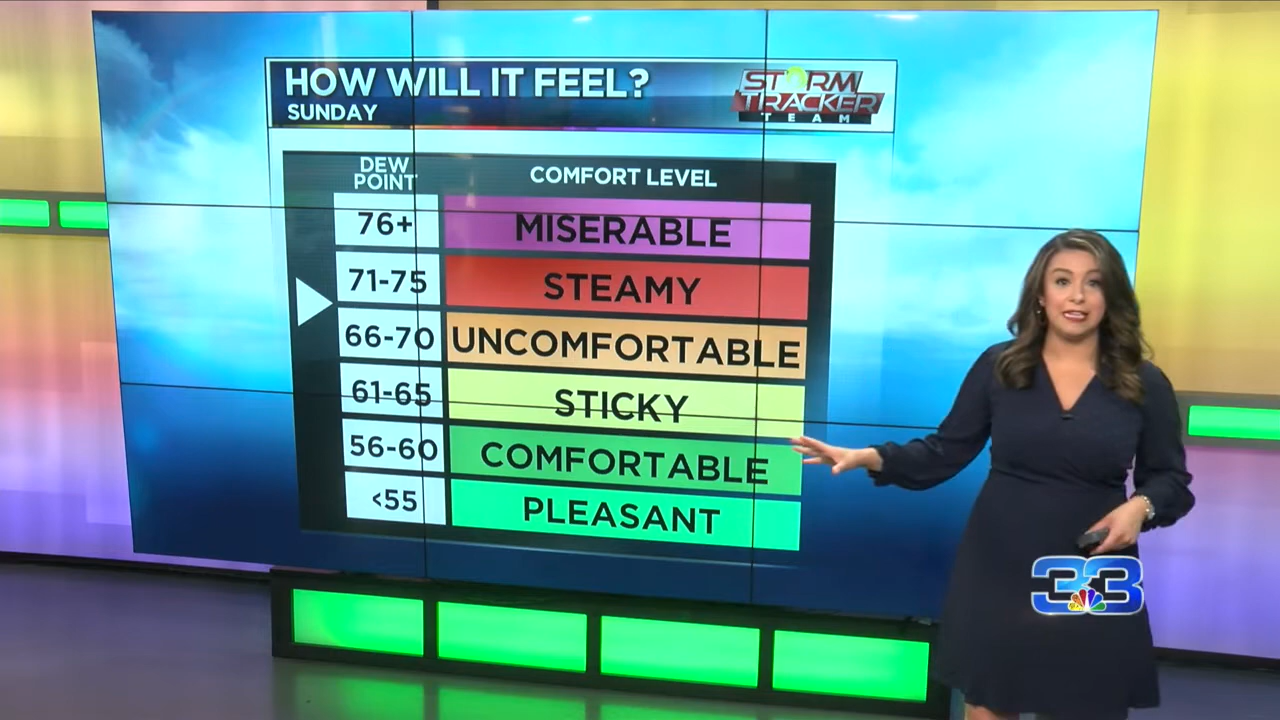 HOW WILL IT FEEL?
SUNDAY
STORM
TRACKER
TEAM
DEW
POINT
COMFORT LEVEL
76+ MISERABLE
71-75 STEAMY
66-70 UNCOMFORTABLE
61-65 STICKY
56-60 COMFORTABLE
<55 PLEASANT
33